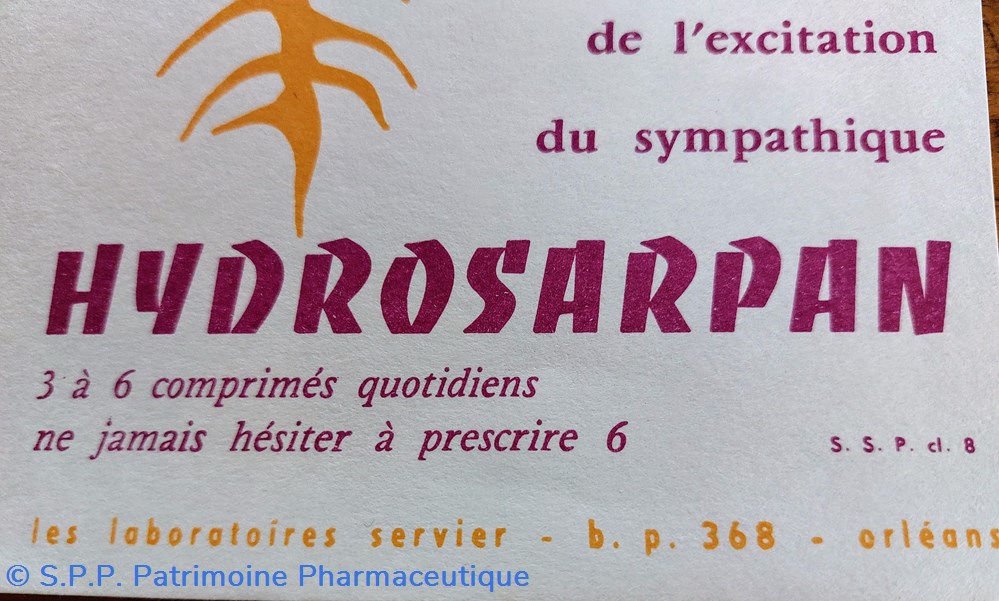 de l'excitation
du sympathique
HYDROSARPAN
3 à 6 comprimés quotidiens
ne jamais hésiter à prescrire 6
S. S. P. cl. 8
les laboratoires servier - b. p. 368 - orléans
© S.P.P. Patrimoine Pharmaceutique